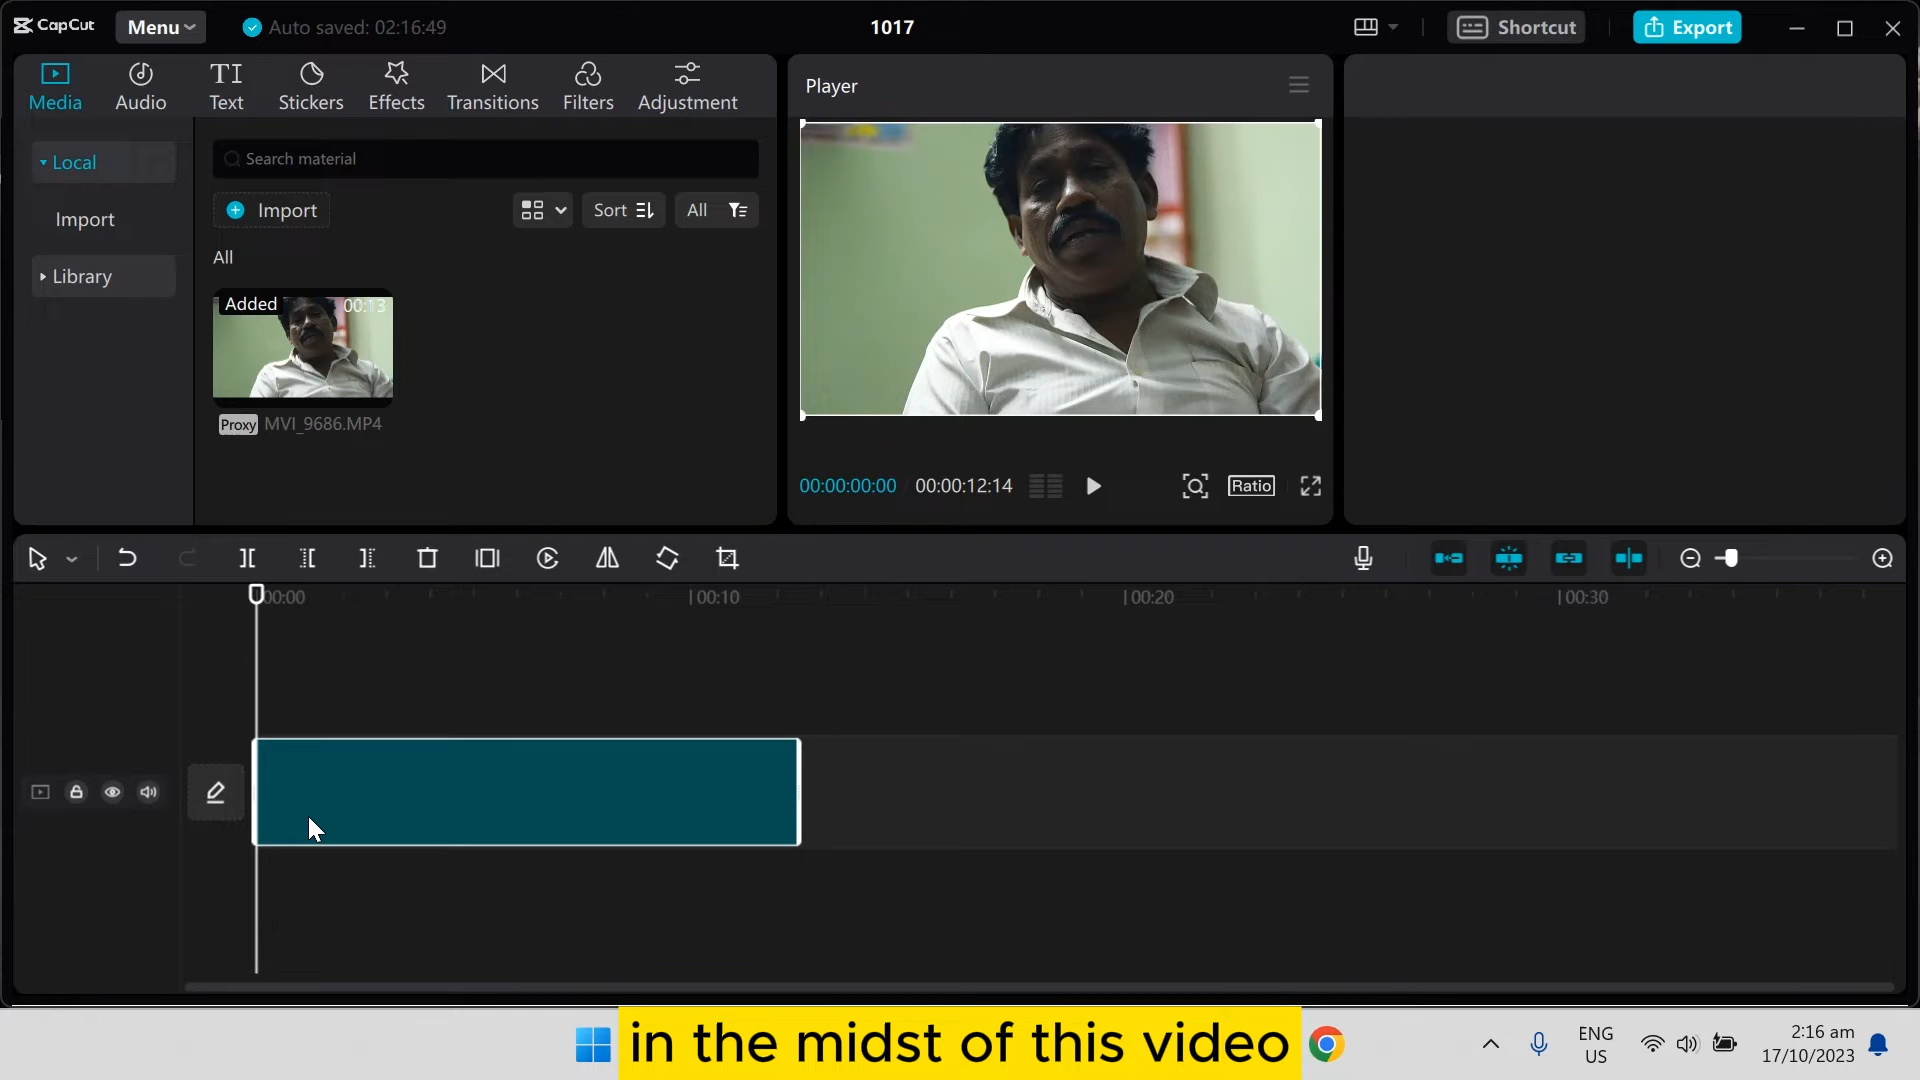 CapCut
Menu
Auto saved: 02:16:49
1017
Shortcut
Export
Media
Audio
TI
Text
Stickers
Effects
Transitions
Filters
Adjustment
Player
Local
Import
Library
Search material
Import
Sort
All
All
Added
00:13
Proxy
MVI_9686.MP4
00:00:00:00
00:00:12:14
Ratio
00:00
00:10
00:20
00:30
in the midst of this video
ENG
US
2:16 am
17/10/2023